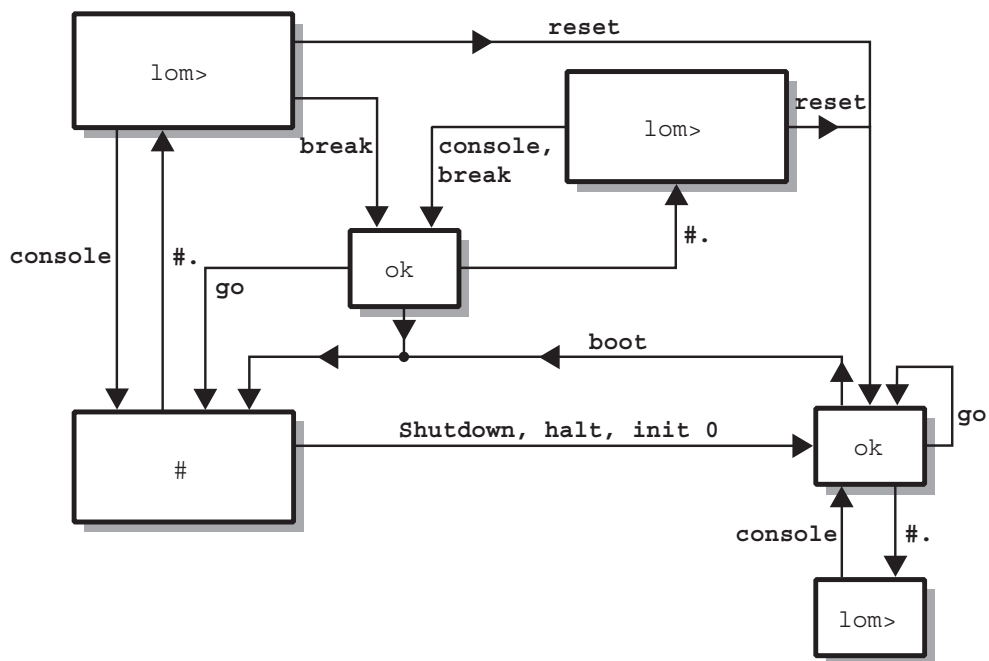 reset
lom>
reset
lom>
break
console,
break
console
#.
#.
ok
go
boot
go
Shutdown, halt, init 0
ok
#
console
#.
lom>